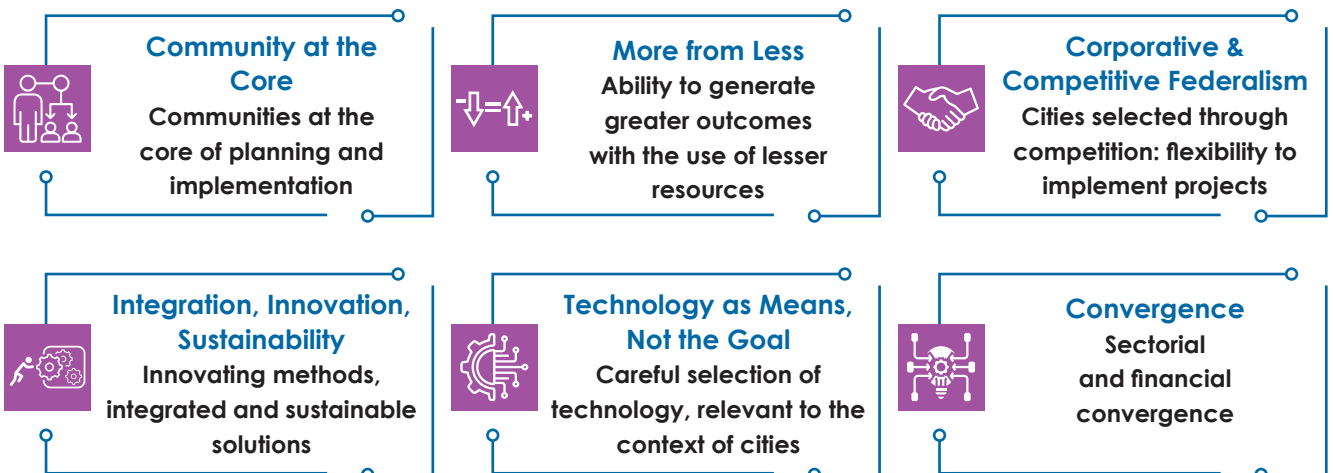 Community at the
Core
Communities at the
core of planning and
implementation
More from Less
Ability to generate
greater outcomes
with the use of lesser
resources
Corporative &
Competitive Federalism
Cities selected through
competition: flexibility to
implement projects
Integration, Innovation,
Sustainability
Innovating methods,
integrated and sustainable
solutions
Technology as Means,
Not the Goal
Careful selection of
technology, relevant to the
context of cities
Convergence
Sectorial
and financial
convergence